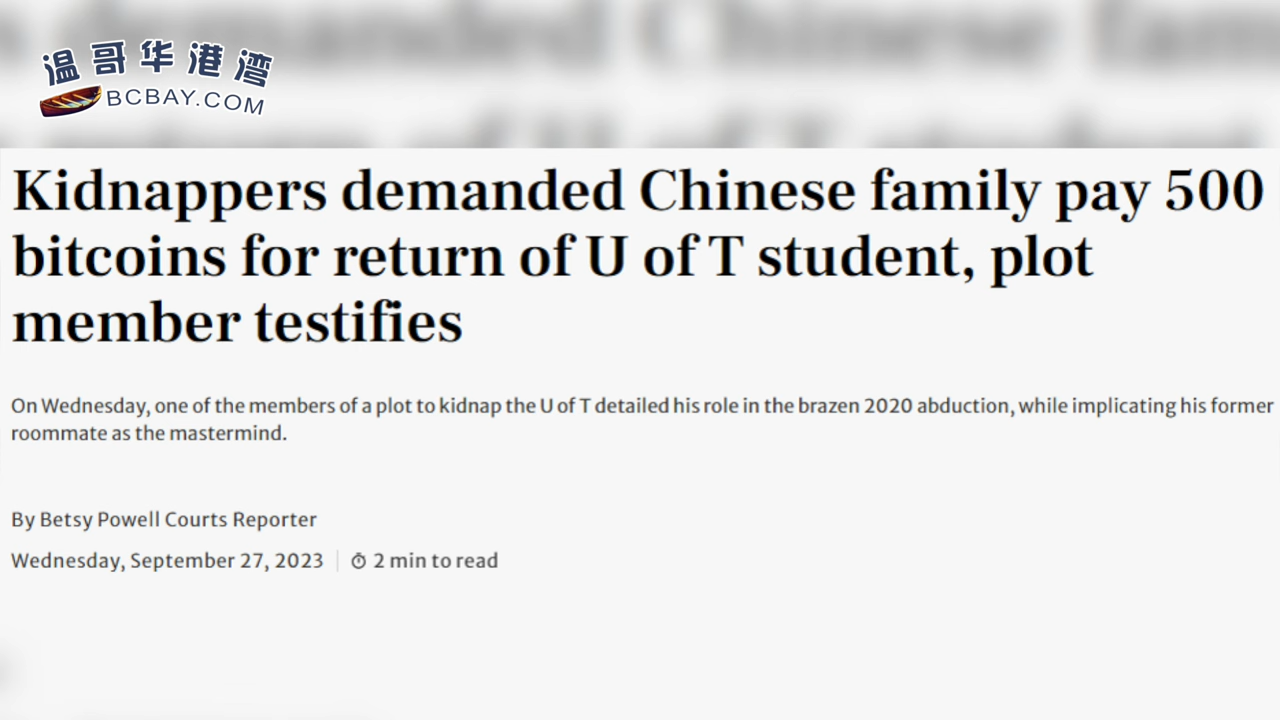 温哥华港湾
BCBAY.COM
Kidnappers demanded Chinese family pay 500
bitcoins for return of U of T student, plot
member testifies
On Wednesday, one of the members of a plot to kidnap the U of T detailed his role in the brazen 2020 abduction, while implicating his former
roommate as the mastermind.
By Betsy Powell Courts Reporter
Wednesday, September 27, 2023 2 min to read